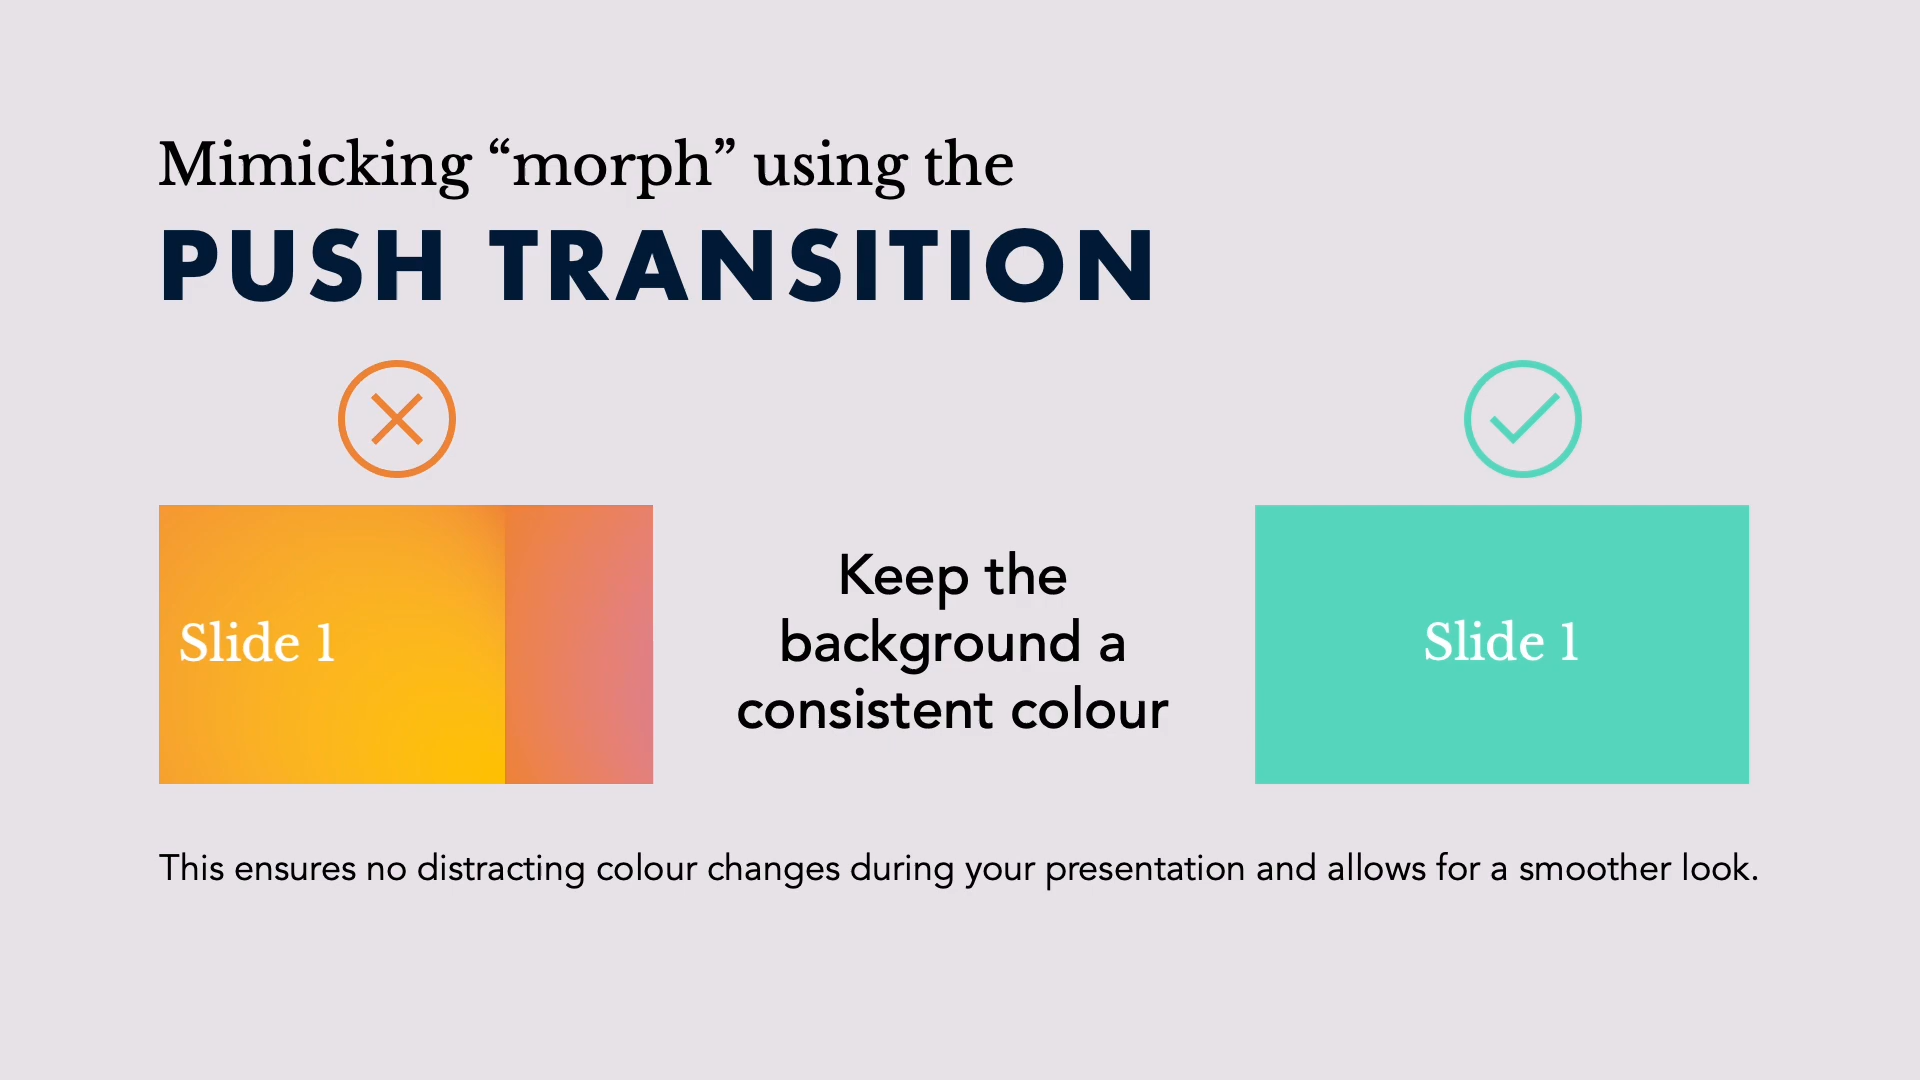 Mimicking “morph” using the
PUSH TRANSITION
Slide 1
Keep the
background a
consistent colour
Slide 1
This ensures no distracting colour changes during your presentation and allows for a smoother look.